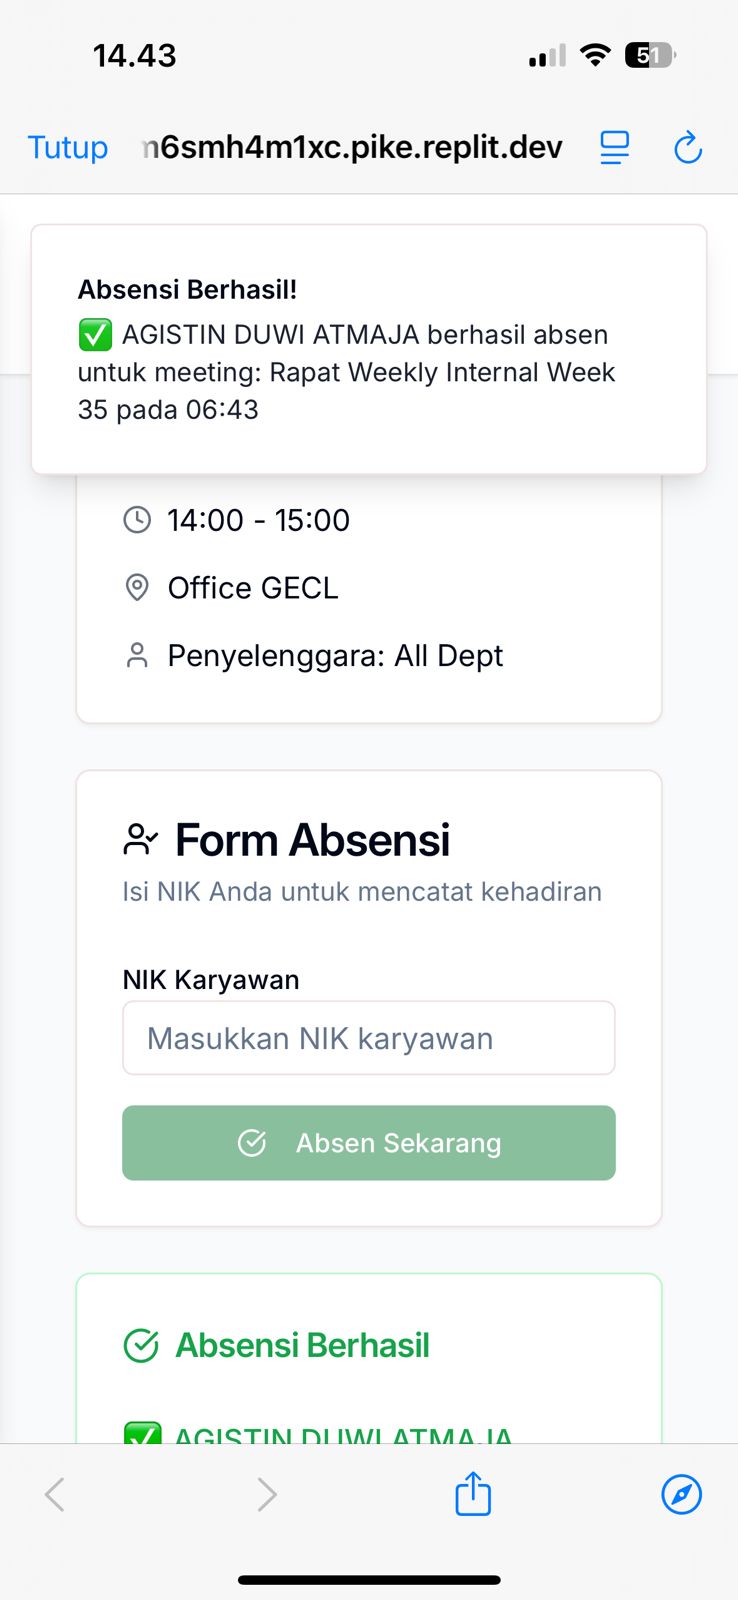 14.43
51
Tutup
n6smh4m1xc.pike.replit.dev
Absensi Berhasil!
✅ AGISTIN DUWI ATMAJA berhasil absen
untuk meeting: Rapat Weekly Internal Week
35 pada 06:43
14:00 - 15:00
Office GECL
Penyelenggara: All Dept
Form Absensi
Isi NIK Anda untuk mencatat kehadiran
NIK Karyawan
Masukkan NIK karyawan
Absen Sekarang
Absensi Berhasil
✅ AGISTIN DUWI ATMAJA